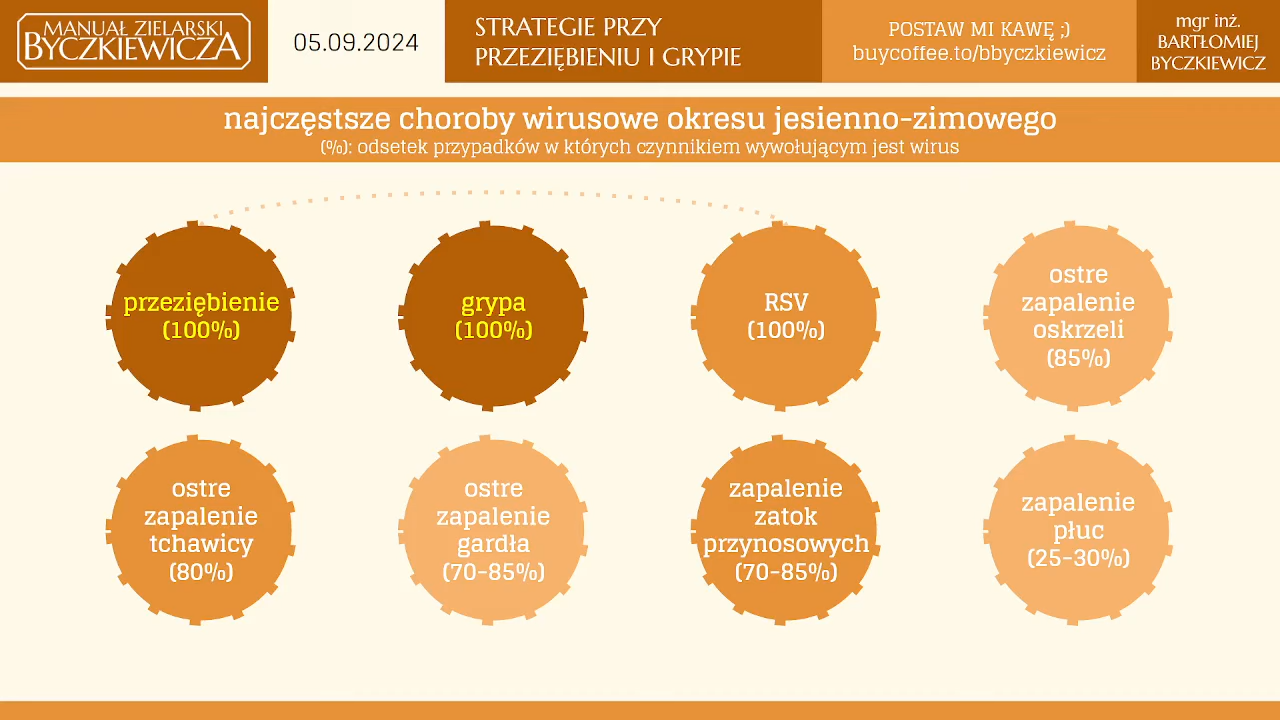 MANUAŁ ZIELARSKI
BYCZKIEWICZA
05.09.2024
STRATEGIE PRZY
PRZEZIĘBIENIU I GRYPIE
POSTAW MI KAWĘ ;)
buycoffee.to/bbyczkiewicz
mgr inż.
BARTŁOMIEJ
BYCZKIEWICZ
najczęstsze choroby wirusowe okresu jesienno-zimowego
(%): odsetek przypadków w których czynnikiem wywołującym jest wirus
przeziębienie
(100%)
grypa
(100%)
RSV
(100%)
ostre
zapalenie
oskrzeli
(85%)
ostre
zapalenie
tchawicy
(80%)
ostre
zapalenie
gardła
(70-85%)
zapalenie
zatok
przynosowych
(70-85%)
zapalenie
płuc
(25-30%)